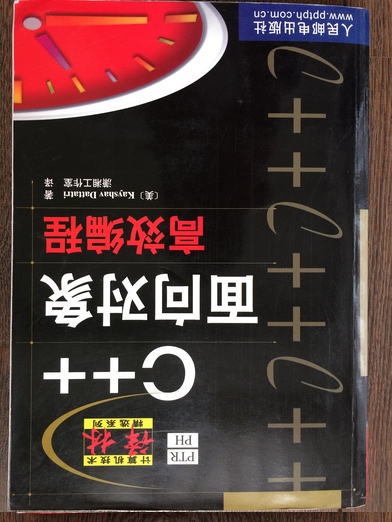 PTR
PH
计算机技术
译林
精选系列
C++
面向对象
高效编程
〔美〕 Kayshav Dattatri 著
潇湘工作室 译
C++C++C++C++
人民邮电出版社
www.pptph.com.cn